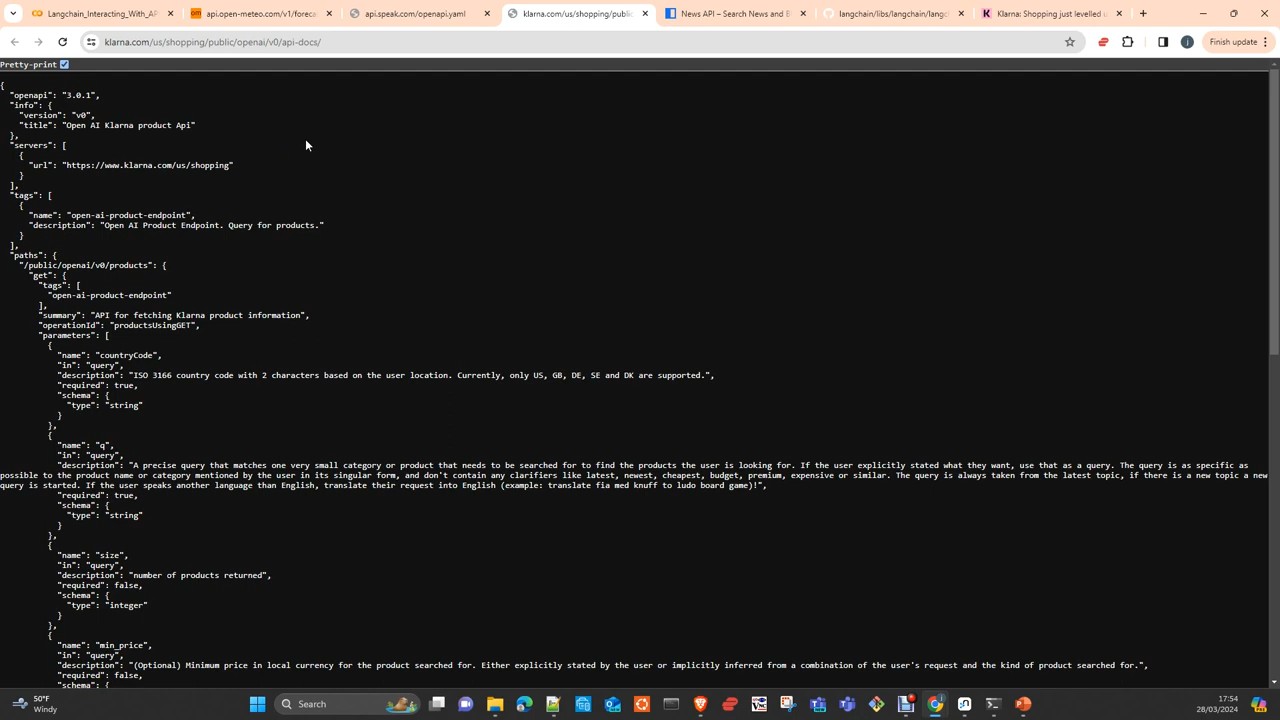 Langchain_Interacting_With_AP
api.open-meteo.com/v1/forec
api.speak.com/openapi.yaml
klarna.com/us/shopping/publi
News API – Search News and B
langchain/libs/langchain/lang
Klarna: Shopping just levelled u
klarna.com/us/shopping/public/openai/v0/api-docs/
Finish update
Pretty-print
{
"openapi": "3.0.1",
"info": {
"version": "v0",
"title": "Open AI Klarna product Api"
},
"servers": [
{
"url": "https://www.klarna.com/us/shopping"
}
],
"tags": [
{
"name": "open-ai-product-endpoint",
"description": "Open AI Product Endpoint. Query for products."
}
],
"paths": {
"/public/openai/v0/products": {
"get": {
"tags": [
"open-ai-product-endpoint"
],
"summary": "API for fetching Klarna product information",
"operationId": "productsUsingGET",
"parameters": [
{
"name": "countryCode",
"in": "query",
"description": "ISO 3166 country code with 2 characters based on the user location. Currently, only US, GB, DE, SE and DK are supported.",
"required": true,
"schema": {
"type": "string"
}
},
{
"name": "q",
"in": "query",
"description": "A precise query that matches one very small category or product that needs to be searched for to find the products the user is looking for. If the user explicitly stated what they want, use that as a query. The query is as specific as
possible to the product name or category mentioned by the user in its singular form, and don't contain any clarifiers like latest, newest, cheapest, budget, premium, expensive or similar. The query is always taken from the latest topic, if there is a new topic a new
query is started. If the user speaks another language than English, translate their request into English (example: translate fia med knuff to ludo board game)!",
"required": true,
"schema": {
"type": "string"
}
},
{
"name": "size",
"in": "query",
"description": "number of products returned",
"required": false,
"schema": {
"type": "integer"
}
},
{
"name": "min_price",
"in": "query",
"description": "(Optional) Minimum price in local currency for the product searched for. Either explicitly stated by the user or implicitly inferred from a combination of the user's request and the kind of product searched for.",
"required": false,
"schema": {
50°F
Windy
Search
17:54
28/03/2024